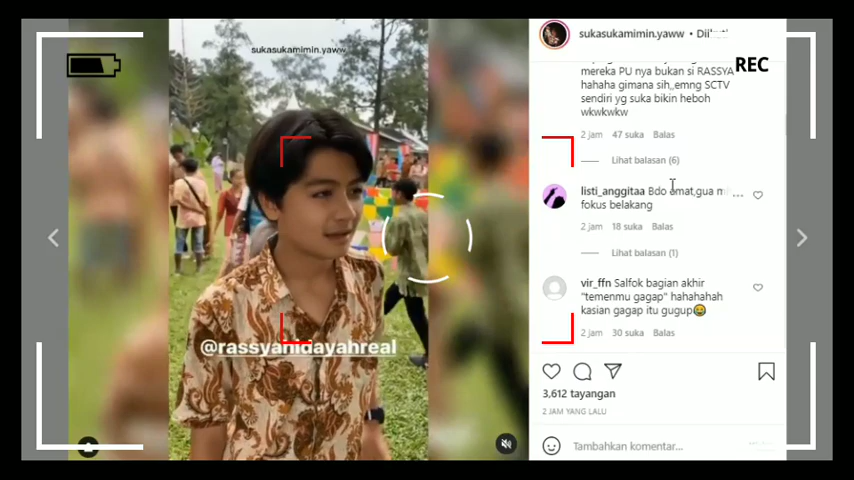 sukasukamimin.yaww
@rassyahidayahreal
sukasukamimin.yaww •
REC
mereka PU nya bukan si RASSYA
hahaha gimana sih,,emng SCTV
sendiri yg suka bikin heboh
wkwkwkw
2 jam 47 suka Balas
Lihat balasan (6)
listi_anggitaa Bdo amat,gua
fokus belakang
2 jam 18 suka Balas
Lihat balasan (1)
vir_ffn Salfok bagian akhir
"temenmu gagap" hahahahah
kasian gagap itu gugup😅
2 jam 30 suka Balas
3,612 tayangan
2 JAM YANG LALU
Tambahkan komentar...